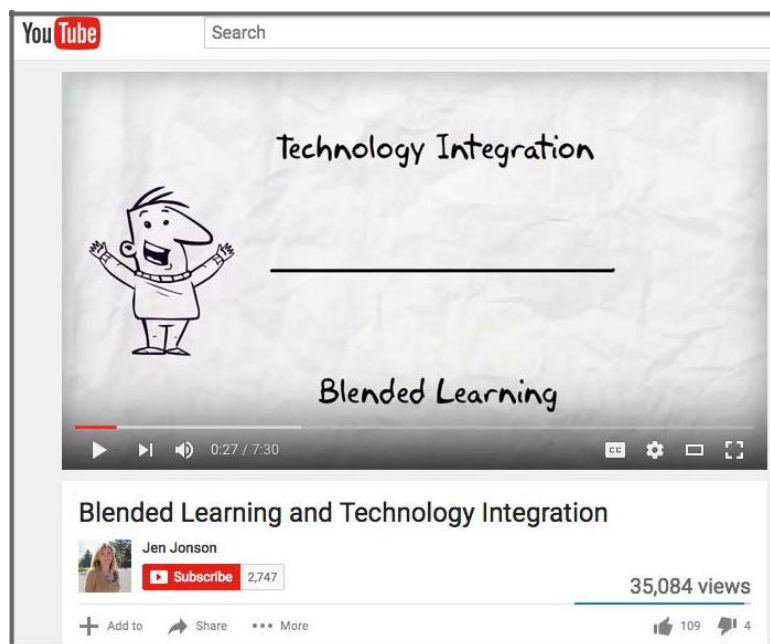 YouTube Search
Technology Integration
Blended Learning
0:27 / 7:30 CC
Blended Learning and Technology Integration
Jen Jonson
Subscribe 2,747
35,084 views
Add to Share More 109 4